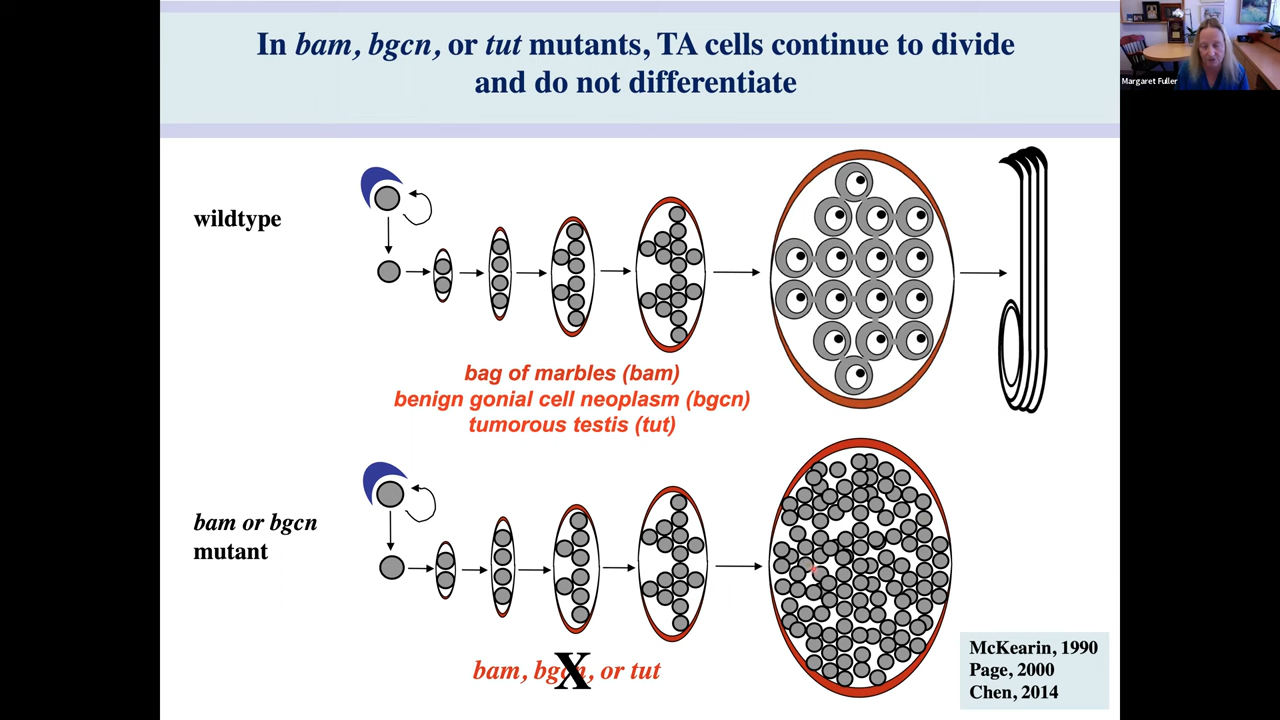 In bam, bgcn, or tut mutants, TA cells continue to divide
and do not differentiate
Margaret Fuller
wildtype
bag of marbles (bam)
benign gonial cell neoplasm (bgcn)
tumorous testis (tut)
bam or bgcn
mutant
bam, bgcn, or tut
X
McKearin, 1990
Page, 2000
Chen, 2014